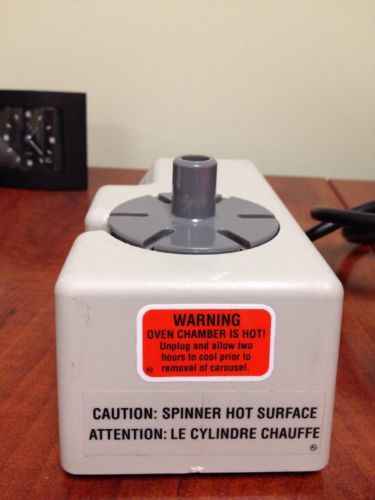 WARNING
OVEN CHAMBER IS HOT!
Unplug and allow two
hours to cool prior to
removal of carousel.
CAUTION: SPINNER HOT SURFACE
ATTENTION: LE CYLINDRE CHAUFFE